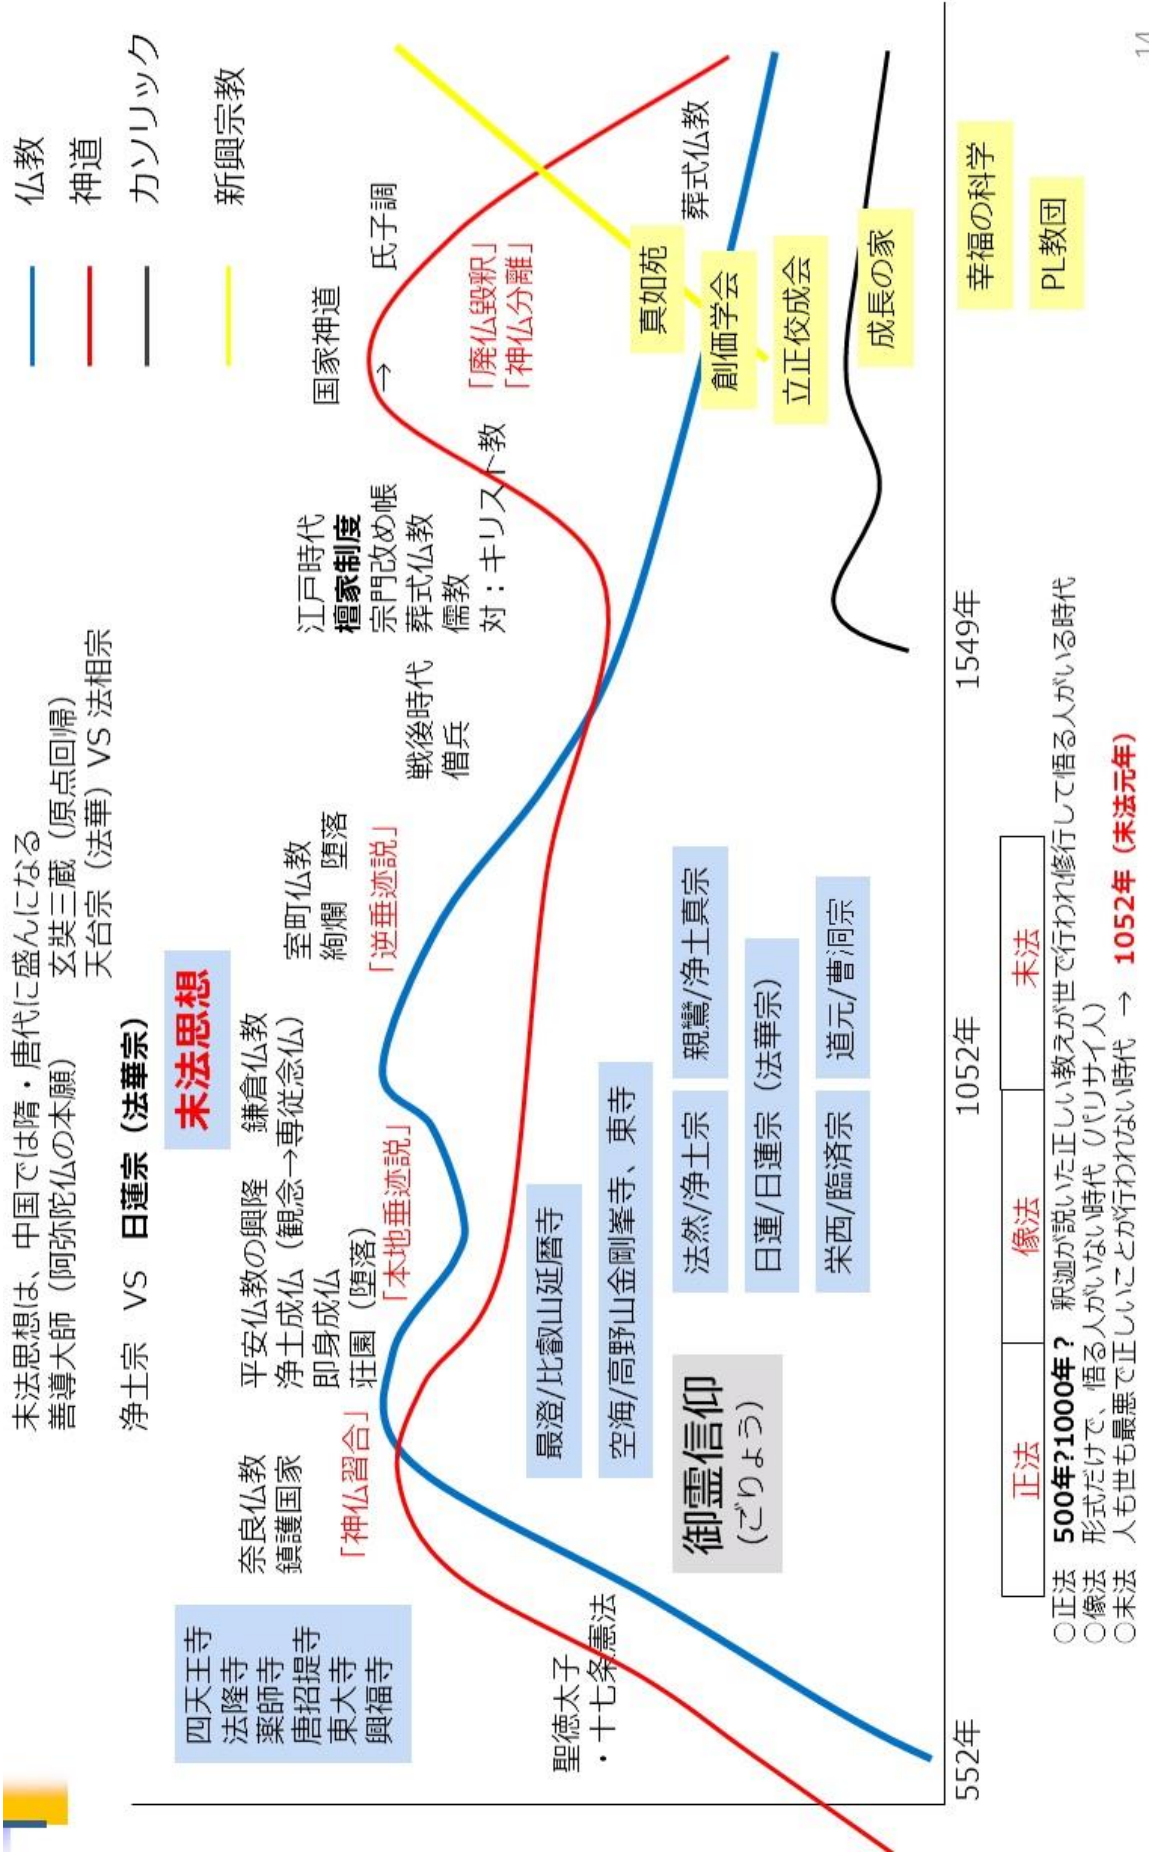 末法思想は、中国では隋・唐代に盛んになる
善導大師（阿弥陀仏の本願）　玄奘三蔵（原点回帰）
天台宗（法華）VS 法相宗
浄土宗　VS　日蓮宗（法華宗）
末法思想
仏教
神道
カソリック
新興宗教
四天王寺
法隆寺
薬師寺
唐招提寺
東大寺
興福寺
奈良仏教
鎮護国家
「神仏習合」
平安仏教の興隆　鎌倉仏教
浄土成仏（観念→専従念仏）
即身成仏
荘園（堕落）
「本地垂迹説」
室町仏教
絢爛　堕落
「逆垂迹説」
戦後時代
僧兵
江戸時代
檀家制度
宗門改め帳
葬式仏教
儒教
対：キリスト教
国家神道
→
氏子調
「廃仏毀釈」
「神仏分離」
葬式仏教
聖徳太子
・十七条憲法
最澄/比叡山延暦寺
空海/高野山金剛峯寺、東寺
御霊信仰
(ごりょう)
法然/浄土宗
親鸞/浄土真宗
日蓮/日蓮宗（法華宗）
栄西/臨済宗
道元/曹洞宗
真如苑
創価学会
立正佼成会
成長の家
幸福の科学
PL教団
552年
1052年
1549年
正法
像法
末法
○正法　500年?1000年?　釈迦が説いた正しい教えが世で行われ修行して悟る人がいる時代
○像法　形式だけで、悟る人がいない時代（パリサイ人）
○末法　人も世も最悪で正しいことが行われない時代　→　1052年（末法元年）
14